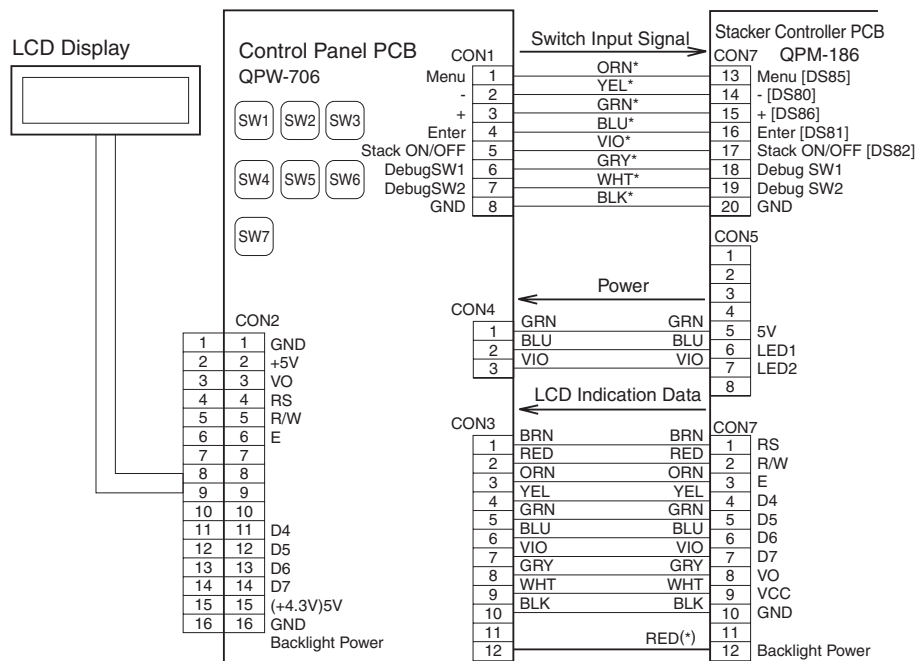 LCD Display
Control Panel PCB
QPW-706
SW1 SW2 SW3
SW4 SW5 SW6
SW7
CON1
Menu 1
- 2
+ 3
Enter 4
Stack ON/OFF 5
DebugSW1 6
DebugSW2 7
GND 8
Switch Input Signal
ORN*
YEL*
GRN*
BLU*
VIO*
GRY*
WHT*
BLK*
Stacker Controller PCB
CON7 QPM-186
13 Menu [DS85]
14 - [DS80]
15 + [DS86]
16 Enter [DS81]
17 Stack ON/OFF [DS82]
18 Debug SW1
19 Debug SW2
20 GND
CON5
1
2
3
4
5 5V
6 LED1
7 LED2
8
Power
CON4
1 GRN GRN
2 BLU BLU
3 VIO VIO
CON2
1 1 GND
2 2 +5V
3 3 VO
4 4 RS
5 5 R/W
6 6 E
7 7
8 8
9 9
10 10
11 11 D4
12 12 D5
13 13 D6
14 14 D7
15 15 (+4.3V)5V
16 16 GND
Backlight Power
LCD Indication Data
CON3 CON7
1 BRN BRN 1 RS
2 RED RED 2 R/W
3 ORN ORN 3 E
4 YEL YEL 4 D4
5 GRN GRN 5 D5
6 BLU BLU 6 D6
7 VIO VIO 7 D7
8 GRY GRY 8 VO
9 WHT WHT 9 VCC
10 BLK BLK 10 GND
11 11
12 RED(*) 12 Backlight Power